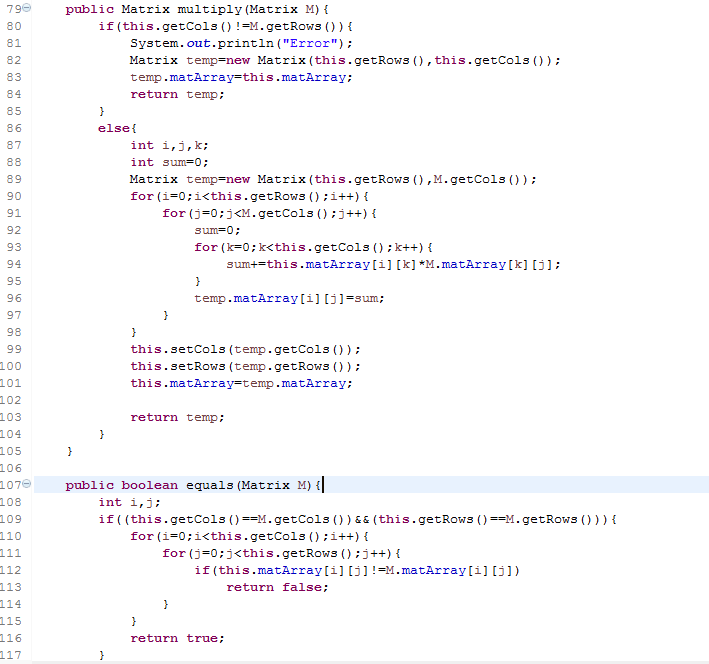 79 public Matrix multiply(Matrix M){
80 if(this.getCols()!=M.getRows()){
81 System.out.println("Error");
82 Matrix temp=new Matrix(this.getRows(),this.getCols());
83 temp.matArray=this.matArray;
84 return temp;
85 }
86 else{
87 int i,j,k;
88 int sum=0;
89 Matrix temp=new Matrix(this.getRows(),M.getCols());
90 for(i=0;i<this.getRows();i++){
91 for(j=0;j<M.getCols();j++){
92 sum=0;
93 for(k=0;k<this.getCols();k++){
94 sum+=this.matArray[i][k]*M.matArray[k][j];
95 }
96 temp.matArray[i][j]=sum;
97 }
98 }
99 this.setCols(temp.getCols());
100 this.setRows(temp.getRows());
101 this.matArray=temp.matArray;
102
103 return temp;
104 }
105 }
106
107 public boolean equals(Matrix M){
108 int i,j;
109 if((this.getCols()==M.getCols())&&(this.getRows()==M.getRows())){
110 for(i=0;i<this.getCols();i++){
111 for(j=0;j<this.getRows();j++){
112 if(this.matArray[i][j]!=M.matArray[i][j])
113 return false;
114 }
115 }
116 return true;
117 }